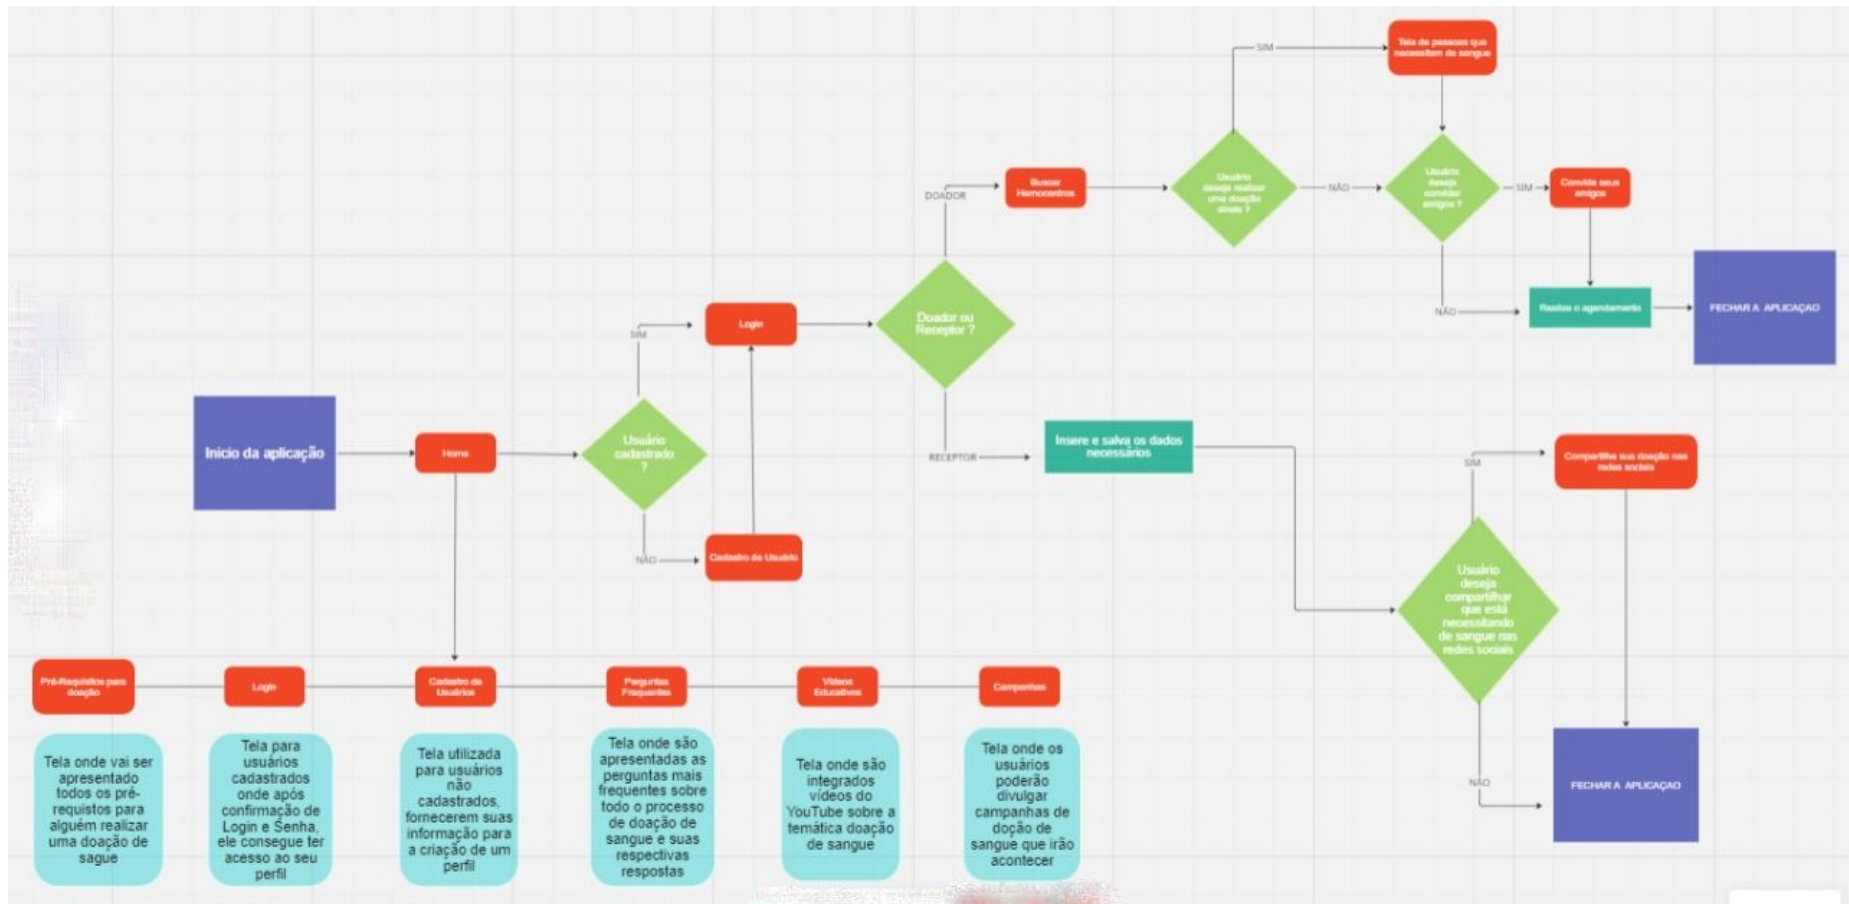 Tela de pessoas que
necessitam de sangue
SIM
Buscar
Hemocentros
DOADOR
Usuário
deseja realizar
uma doação
direta ?
NÃO
Usuário
deseja
convidar
amigos ?
SIM
Convide seus
amigos
NÃO
Realiza o agendamento
FECHAR A APLICAÇAO
SIM
Login
Doador ou
Receptor ?
Inicio da aplicação
Home
Usuário
cadastrado
?
NÃO
Cadastro de Usuário
RECEPTOR
Insere e salva os dados
necessários
SIM
Compartilhe sua doação nas
redes sociais
Usuário
deseja
compartilhar
que está
necessitando
de sangue nas
redes sociais
NÃO
FECHAR A APLICAÇAO
Pré-Requisitos para
doação
Login
Cadastro de
Usuários
Perguntas
Frequentes
Vídeos
Educativos
Campanhas
Tela onde vai ser
apresentado
todos os pré-
requistos para
alguém realizar
uma doação de
sague
Tela para
usuários
cadastrados
onde após
confirmação de
Login e Senha,
ele consegue ter
acesso ao seu
perfil
Tela utilizada
para usuários
não
cadastrados,
fornecerem suas
informação para
a criação de um
perfil
Tela onde são
apresentadas as
perguntas mais
frequentes sobre
todo o processo
de doação de
sangue e suas
respectivas
respostas
Tela onde são
integrados
vídeos do
YouTube sobre a
temática doação
de sangue
Tela onde os
usuários
poderão
divulgar
campanhas de
doção de
sangue que irão
acontecer